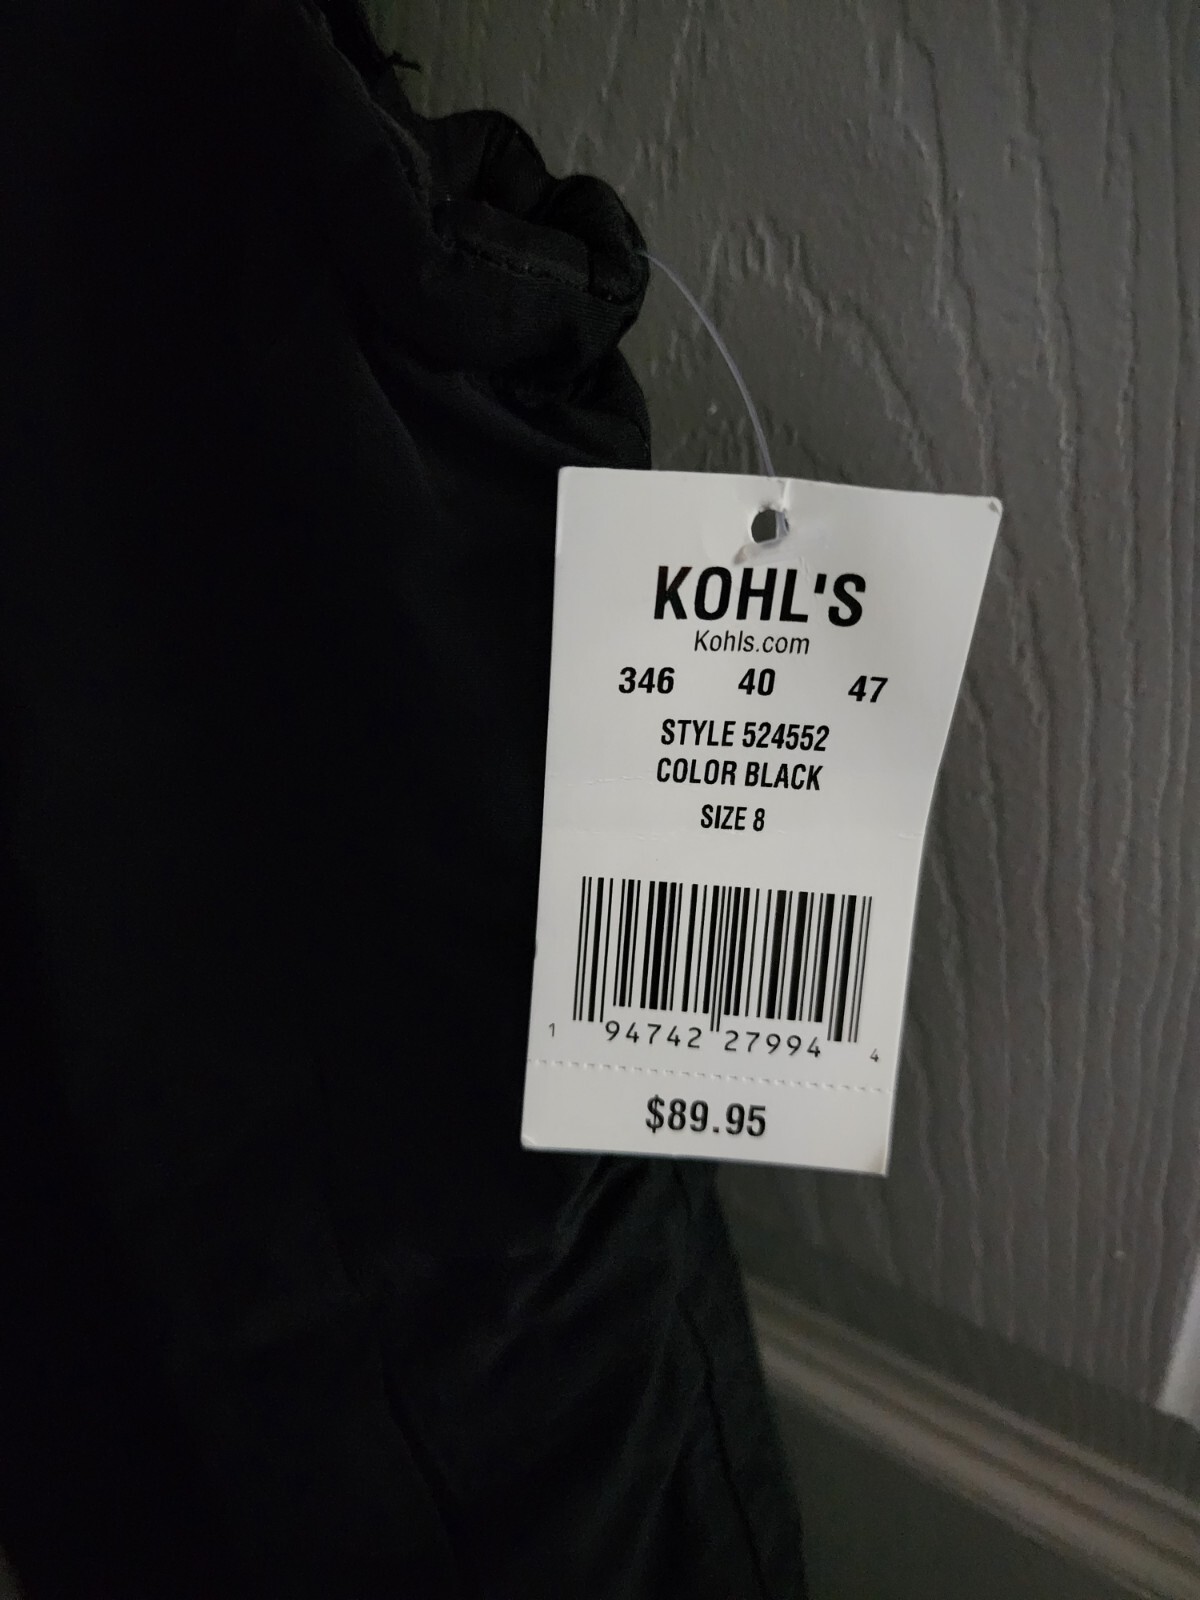 KOHL'S
Kohls.com
346 40 47
STYLE 524552
COLOR BLACK
SIZE 8
1 94742 27994 4
$89.95